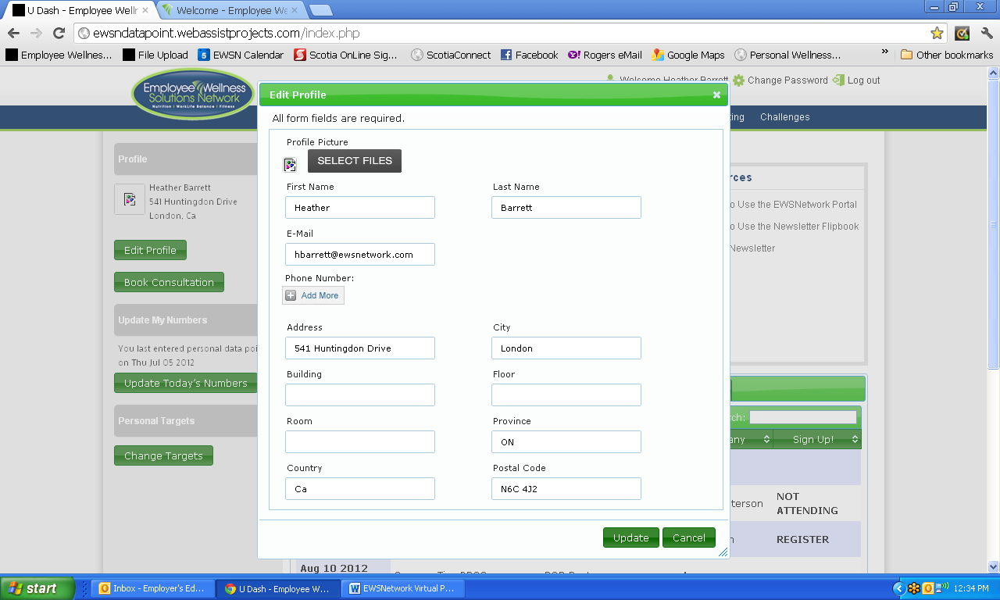 U Dash - Employee Welln
Welcome - Employee We
ewsndatapoint.webassistprojects.com/index.php
Employee Wellnes... File Upload EWSN Calendar Scotia OnLine Sig... ScotiaConnect Facebook Rogers eMail Google Maps Personal Wellness... » Other bookmarks
Employee Wellness
Solutions Network
Nutrition | WorkLife Balance | Fitness
Welcome Heather Barrett Change Password Log out
Challenges
Edit Profile
All form fields are required.
Profile Picture
SELECT FILES
First Name Last Name
Heather Barrett
E-Mail
hbarrett@ewsnetwork.com
Phone Number:
Add More
Address City
541 Huntingdon Drive London
Building Floor
Room Province
ON
Country Postal Code
Ca N6C 4J2
Update Cancel
Profile
Heather Barrett
541 Huntingdon Drive
London, Ca
Edit Profile
Book Consultation
Update My Numbers
You last entered personal data poi
on Thu Jul 05 2012
Update Today's Numbers
Personal Targets
Change Targets
rces
o Use the EWSNetwork Portal
o Use the Newsletter Flipbook
Newsletter
rch:
any Sign Up!
terson NOT
ATTENDING
n REGISTER
Aug 10 2012
start Inbox - Employer's Ed... U Dash - Employee W... EWSNetwork Virtual P... 12:34 PM